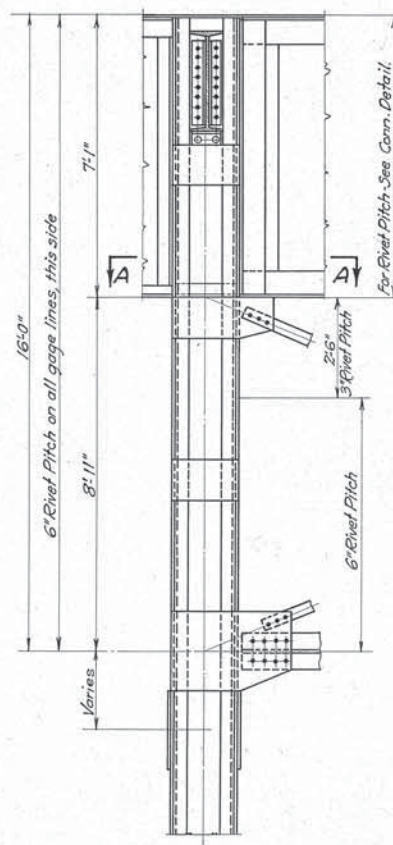 16'-0"
6" Rivet Pitch on all gage lines, this side
7'-1"
8'-11"
Varies
A
A
For Rivet Pitch-See Conn. Detail.
2'-6"
3" Rivet Pitch
6" Rivet Pitch